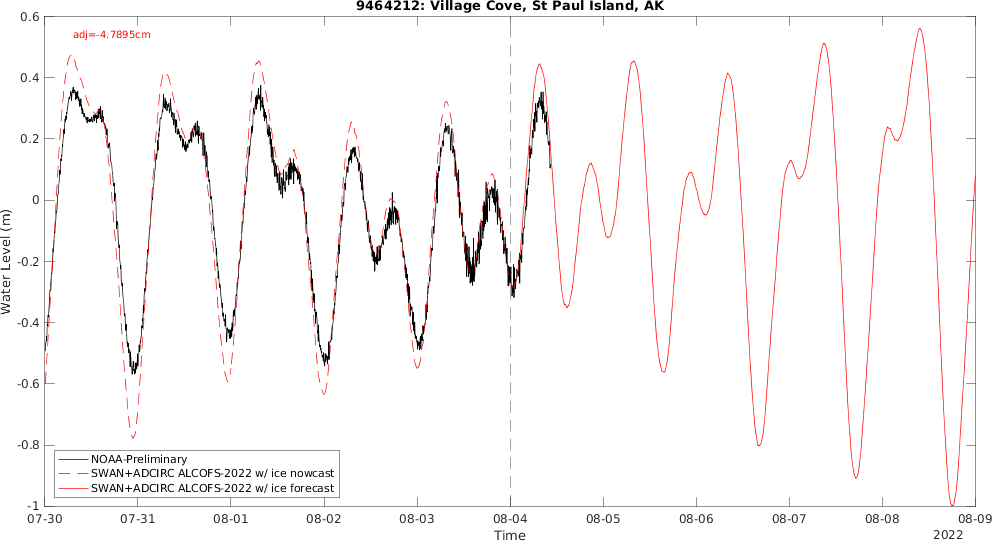 9464212: Village Cove, St Paul Island, AK
adj=-4.7895cm
0.6
0.4
0.2
0
-0.2
-0.4
-0.6
-0.8
-1
Water Level (m)
NOAA-Preliminary
SWAN+ADCIRC ALCOFS-2022 w/ ice nowcast
SWAN+ADCIRC ALCOFS-2022 w/ ice forecast
07-30 07-31 08-01 08-02 08-03 08-04 08-05 08-06 08-07 08-08 08-09
Time
2022